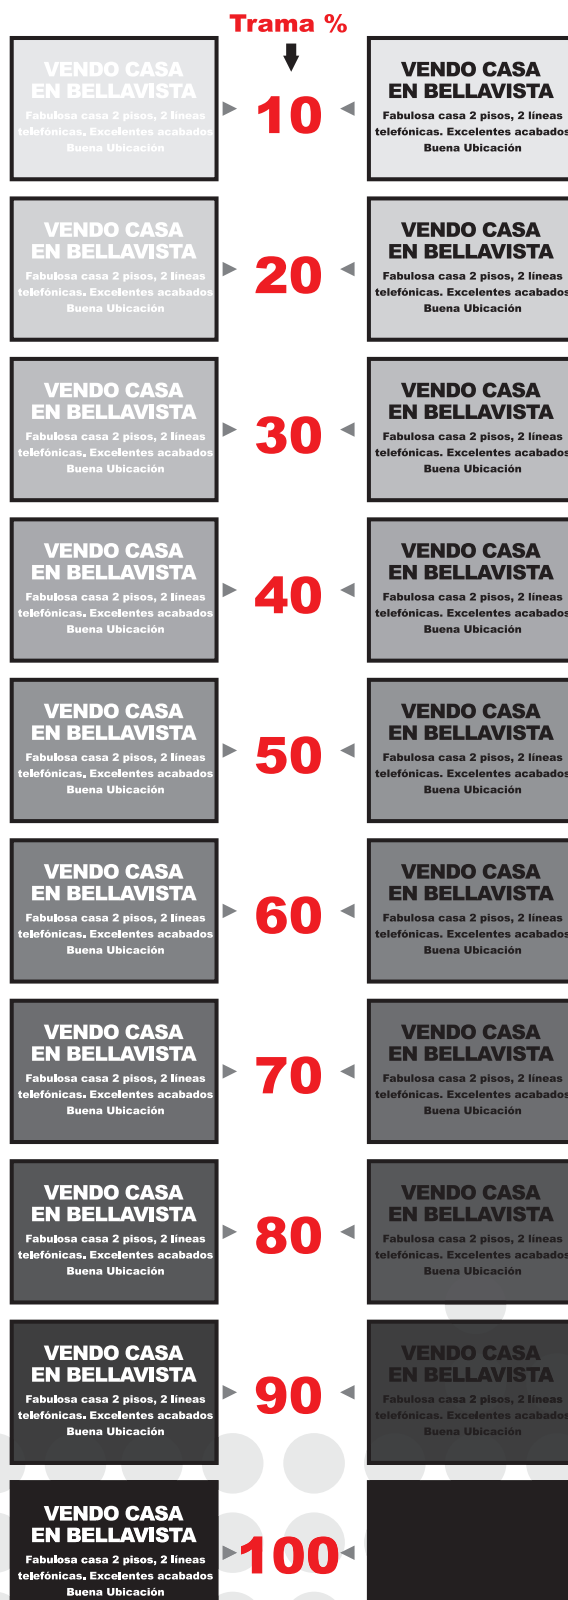 Trama %
VENDO CASA
EN BELLAVISTA
Fabulosa casa 2 pisos, 2 líneas
telefónicas. Excelentes acabados
Buena Ubicación
10
VENDO CASA
EN BELLAVISTA
Fabulosa casa 2 pisos, 2 líneas
telefónicas. Excelentes acabados
Buena Ubicación
VENDO CASA
EN BELLAVISTA
Fabulosa casa 2 pisos, 2 líneas
telefónicas. Excelentes acabados
Buena Ubicación
20
VENDO CASA
EN BELLAVISTA
Fabulosa casa 2 pisos, 2 líneas
telefónicas. Excelentes acabados
Buena Ubicación
VENDO CASA
EN BELLAVISTA
Fabulosa casa 2 pisos, 2 líneas
telefónicas. Excelentes acabados
Buena Ubicación
30
VENDO CASA
EN BELLAVISTA
Fabulosa casa 2 pisos, 2 líneas
telefónicas. Excelentes acabados
Buena Ubicación
VENDO CASA
EN BELLAVISTA
Fabulosa casa 2 pisos, 2 líneas
telefónicas. Excelentes acabados
Buena Ubicación
40
VENDO CASA
EN BELLAVISTA
Fabulosa casa 2 pisos, 2 líneas
telefónicas. Excelentes acabados
Buena Ubicación
VENDO CASA
EN BELLAVISTA
Fabulosa casa 2 pisos, 2 líneas
telefónicas. Excelentes acabados
Buena Ubicación
50
VENDO CASA
EN BELLAVISTA
Fabulosa casa 2 pisos, 2 líneas
telefónicas. Excelentes acabados
Buena Ubicación
VENDO CASA
EN BELLAVISTA
Fabulosa casa 2 pisos, 2 líneas
telefónicas. Excelentes acabados
Buena Ubicación
60
VENDO CASA
EN BELLAVISTA
Fabulosa casa 2 pisos, 2 líneas
telefónicas. Excelentes acabados
Buena Ubicación
VENDO CASA
EN BELLAVISTA
Fabulosa casa 2 pisos, 2 líneas
telefónicas. Excelentes acabados
Buena Ubicación
70
VENDO CASA
EN BELLAVISTA
Fabulosa casa 2 pisos, 2 líneas
telefónicas. Excelentes acabados
Buena Ubicación
VENDO CASA
EN BELLAVISTA
Fabulosa casa 2 pisos, 2 líneas
telefónicas. Excelentes acabados
Buena Ubicación
80
VENDO CASA
EN BELLAVISTA
Fabulosa casa 2 pisos, 2 líneas
telefónicas. Excelentes acabados
Buena Ubicación
VENDO CASA
EN BELLAVISTA
Fabulosa casa 2 pisos, 2 líneas
telefónicas. Excelentes acabados
Buena Ubicación
90
VENDO CASA
EN BELLAVISTA
Fabulosa casa 2 pisos, 2 líneas
telefónicas. Excelentes acabados
Buena Ubicación
VENDO CASA
EN BELLAVISTA
Fabulosa casa 2 pisos, 2 líneas
telefónicas. Excelentes acabados
Buena Ubicación
100